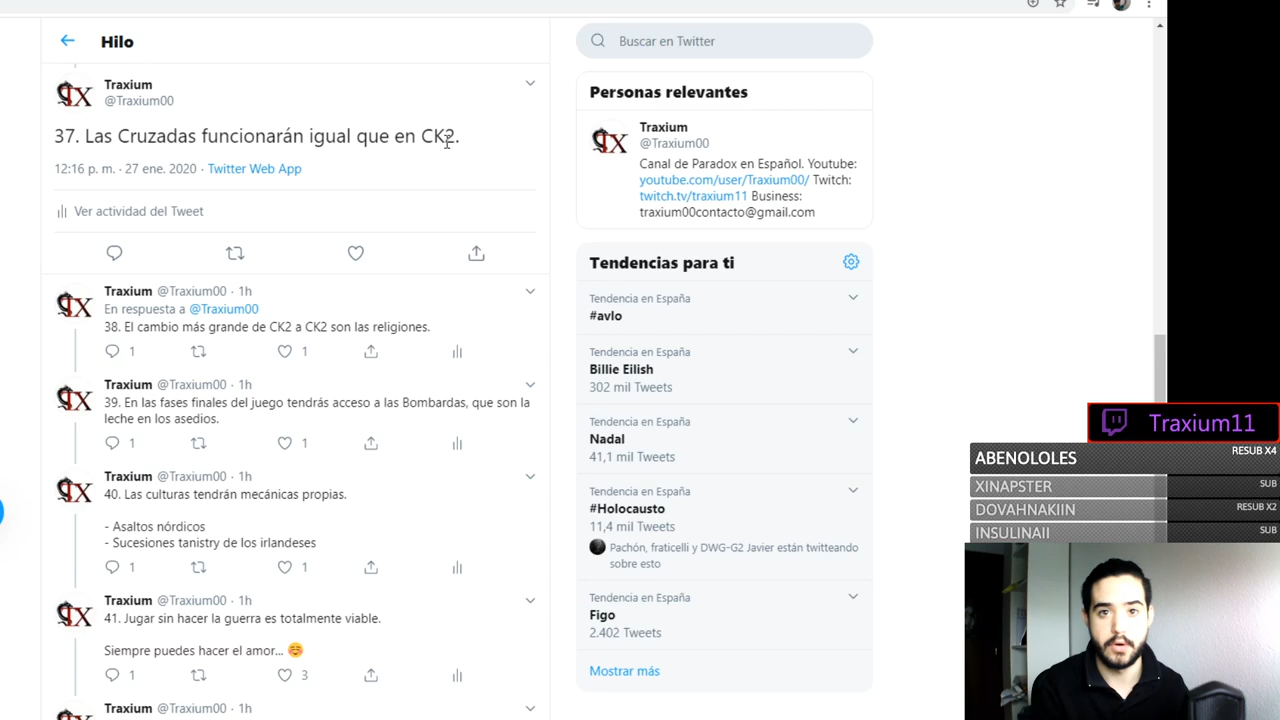 Hilo
Traxium
@Traxium00
37. Las Cruzadas funcionarán igual que en CK2.
12:16 p. m. · 27 ene. 2020 · Twitter Web App
Ver actividad del Tweet
Traxium @Traxium00 · 1h
En respuesta a @Traxium00
38. El cambio más grande de CK2 a CK2 son las religiones.
1 1
Traxium @Traxium00 · 1h
39. En las fases finales del juego tendrás acceso a las Bombardas, que son la
leche en los asedios.
1 1
Traxium @Traxium00 · 1h
40. Las culturas tendrán mecánicas propias.
- Asaltos nórdicos
- Sucesiones tanistry de los irlandeses
1 1
Traxium @Traxium00 · 1h
41. Jugar sin hacer la guerra es totalmente viable.
Siempre puedes hacer el amor... ☺️
1 3
Traxium @Traxium00 · 1h
Buscar en Twitter
Personas relevantes
Traxium
@Traxium00
Canal de Paradox en Español. Youtube:
youtube.com/user/Traxium00/ Twitch:
twitch.tv/traxium11 Business:
traxium00contacto@gmail.com
Tendencias para ti
Tendencia en España
#avlo
Tendencia en España
Billie Eilish
302 mil Tweets
Tendencia en España
Nadal
41,1 mil Tweets
Tendencia en España
#Holocausto
11,4 mil Tweets
Pachón, fraticelli y DWG-G2 Javier están twitteando
sobre esto
Tendencia en España
Figo
2.402 Tweets
Mostrar más
Traxium11
ABENOLOLES RESUB X4
XINAPSTER SUB
DOVAHNAKIIN RESUB X2
INSULINAII SUB